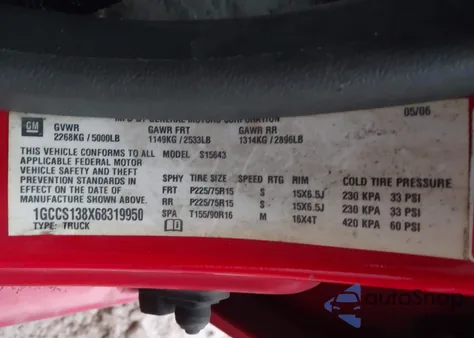 MFD BY GENERAL MOTORS CORPORATION 05/06
GM GVWR GAWR FRT GAWR RR
2268KG / 5000LB 1149KG / 2533LB 1314KG / 2896LB
THIS VEHICLE CONFORMS TO ALL MODEL S15643
APPLICABLE FEDERAL MOTOR
VEHICLE SAFETY AND THEFT
PREVENTION STANDARDS IN SPHY TIRE SIZE SPD RTG RIM COLD TIRE PRESSURE
EFFECT ON THE DATE OF FRT P225/75R15 S 15X6.5J 230 KPA 33 PSI
MANUFACTURE SHOWN ABOVE. RR P225/75R15 S 15X6.5J 230 KPA 33 PSI
1GCCS138X68319950 SPA T155/90R16 M 16X4T 420 KPA 60 PSI
TYPE: TRUCK
autoShop